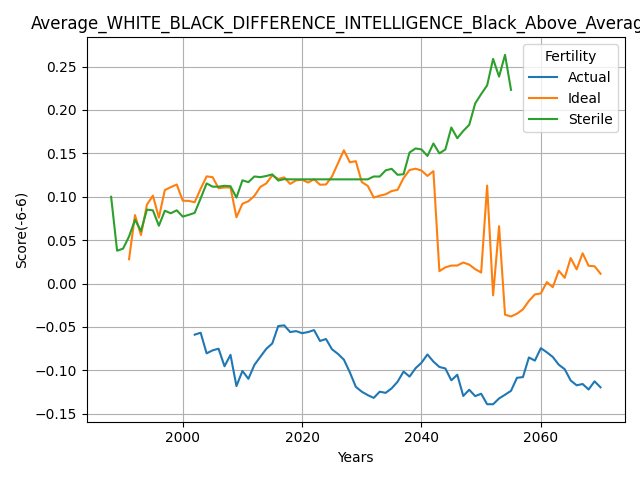 Average_WHITE_BLACK_DIFFERENCE_INTELLIGENCE_Black_Above_Averag
Fertility
Actual
Ideal
Sterile
Score(-6-6)
0.25
0.20
0.15
0.10
0.05
0.00
−0.05
−0.10
−0.15
2000
2020
2040
2060
Years